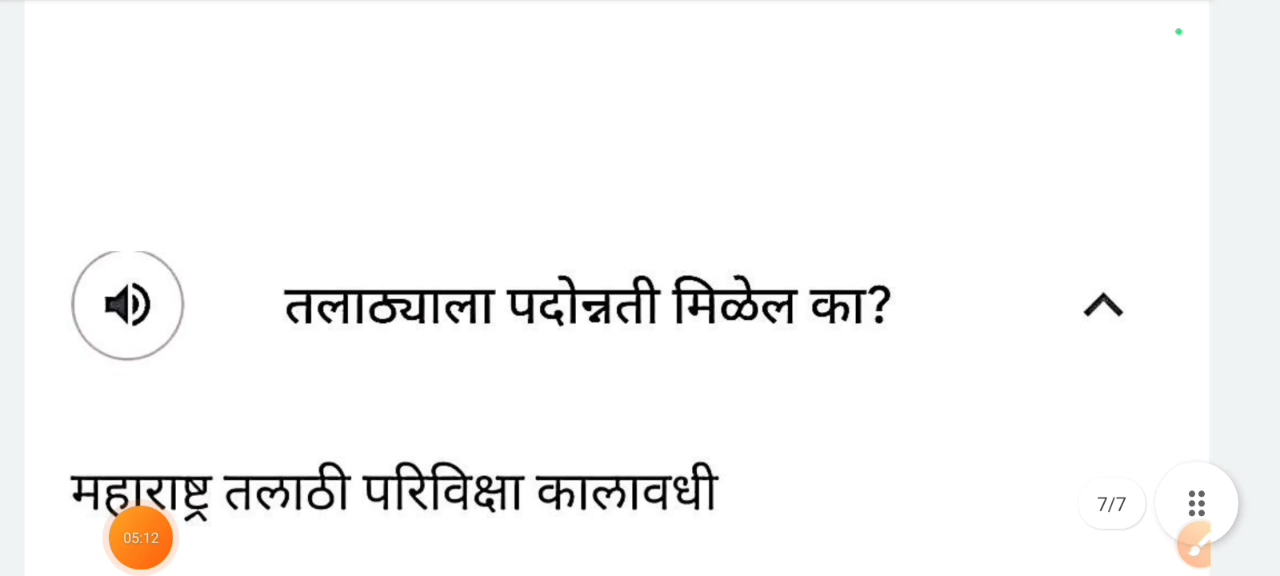 तलाठ्याला पदोन्नती मिळेल का?
महाराष्ट्र तलाठी परिविक्षा कालावधी
7/7
05:12